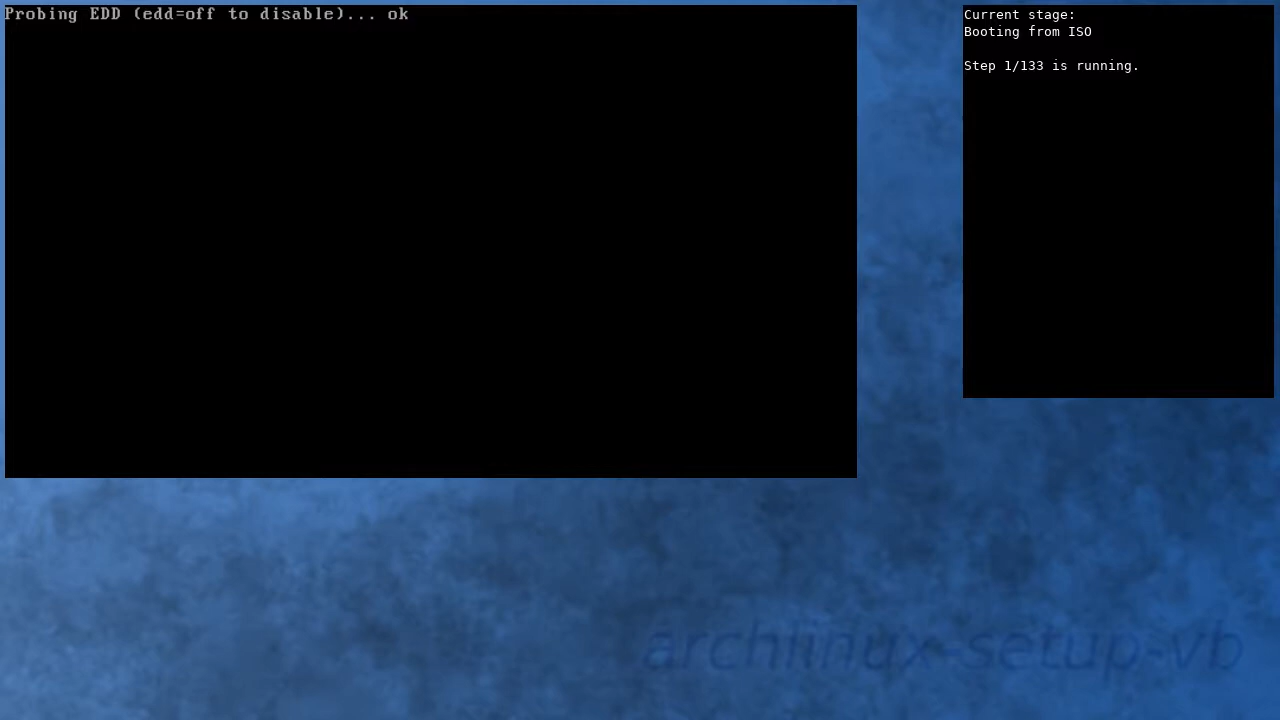 Probing EDD (edd=off to disable)... ok
Current stage:
Booting from ISO
Step 1/133 is running.
archlinux-setup-vb